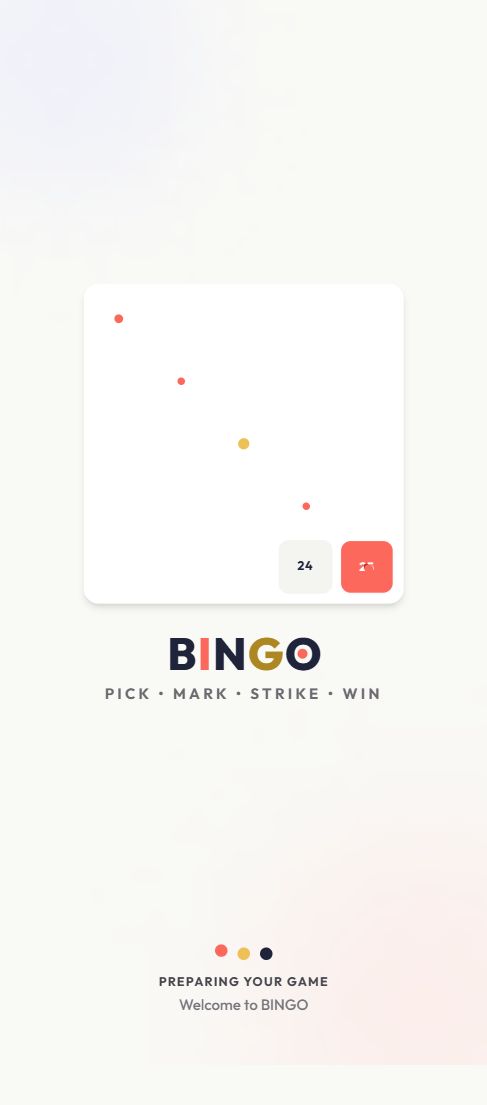 24
BINGO
PICK • MARK • STRIKE • WIN
PREPARING YOUR GAME
Welcome to BINGO